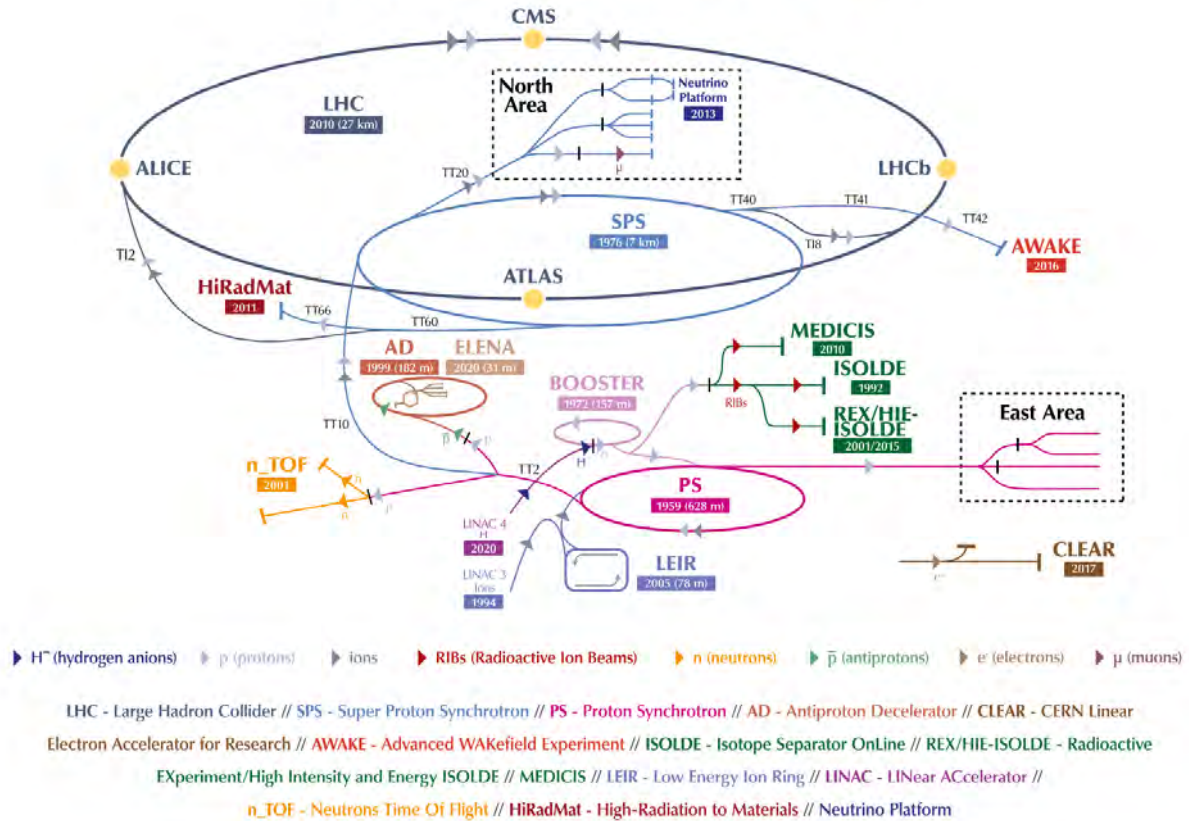 CMS
North
Area
Neutrino
Platform
2013
LHC
2010 (27 km)
ALICE
LHCb
μ
TT20
TT40
TT41
TT42
SPS
1976 (7 km)
TI8
AWAKE
2016
TI2
ATLAS
HiRadMat
2011
TT66
TT60
MEDICIS
2010
AD
1999 (182 m)
ELENA
2020 (31 m)
ISOLDE
1992
BOOSTER
1972 (157 m)
RIBs
REX/HIE-
ISOLDE
2001/2015
East Area
TT10
p̅
p
TT2
H⁻
p
n_TOF
2001
n
n
p
PS
1959 (628 m)
LINAC 4
H⁻
2020
LINAC 3
Ions
1994
LEIR
2005 (78 m)
CLEAR
2017
e⁻
H⁻ (hydrogen anions)
p (protons)
ions
RIBs (Radioactive Ion Beams)
n (neutrons)
p̅ (antiprotons)
e⁻ (electrons)
μ (muons)
LHC - Large Hadron Collider // SPS - Super Proton Synchrotron // PS - Proton Synchrotron // AD - Antiproton Decelerator // CLEAR - CERN Linear
Electron Accelerator for Research // AWAKE - Advanced WAKefield Experiment // ISOLDE - Isotope Separator OnLine // REX/HIE-ISOLDE - Radioactive
EXperiment/High Intensity and Energy ISOLDE // MEDICIS // LEIR - Low Energy Ion Ring // LINAC - LINear ACcelerator //
n_TOF - Neutrons Time Of Flight // HiRadMat - High-Radiation to Materials // Neutrino Platform